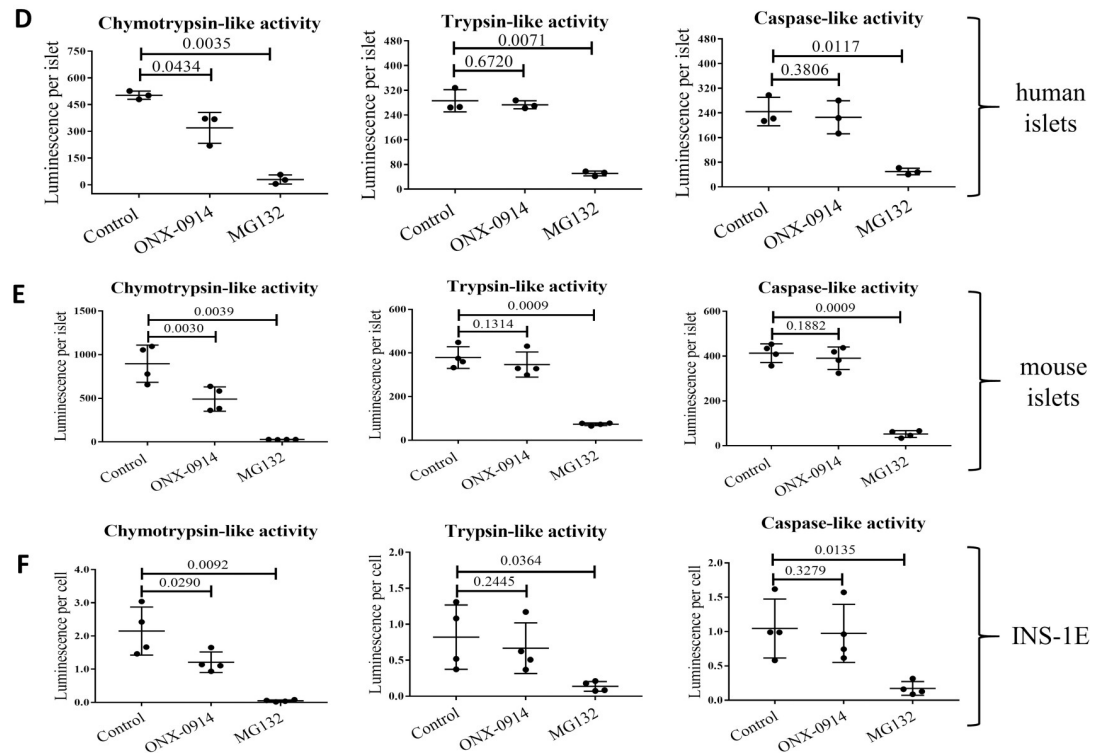 D
Chymotrypsin-like activity
Luminescence per islet
750
600
450
300
150
0
0.0035
0.0434
Control
ONX-0914
MG132
Trypsin-like activity
Luminescence per islet
480
400
320
240
160
80
0
0.0071
0.6720
Control
ONX-0914
MG132
Caspase-like activity
Luminescence per islet
480
400
320
240
160
80
0
0.0117
0.3806
Control
ONX-0914
MG132
human
islets
E
Chymotrypsin-like activity
Luminescence per islet
1500
1000
500
0
0.0039
0.0030
Control
ONX-0914
MG132
Trypsin-like activity
Luminescence per islet
600
400
200
0
0.0009
0.1314
Control
ONX-0914
MG132
Caspase-like activity
Luminescence per islet
600
400
200
0
0.0009
0.1882
Control
ONX-0914
MG132
mouse
islets
F
Chymotrypsin-like activity
Luminescence per cell
4.0
3.0
2.0
1.0
0.0
0.0092
0.0290
Control
ONX-0914
MG132
Trypsin-like activity
Luminescence per cell
2.0
1.5
1.0
0.5
0.0
0.0364
0.2445
Control
ONX-0914
MG132
Caspase-like activity
Luminescence per cell
2.0
1.5
1.0
0.5
0.0
0.0135
0.3279
Control
ONX-0914
MG132
INS-1E